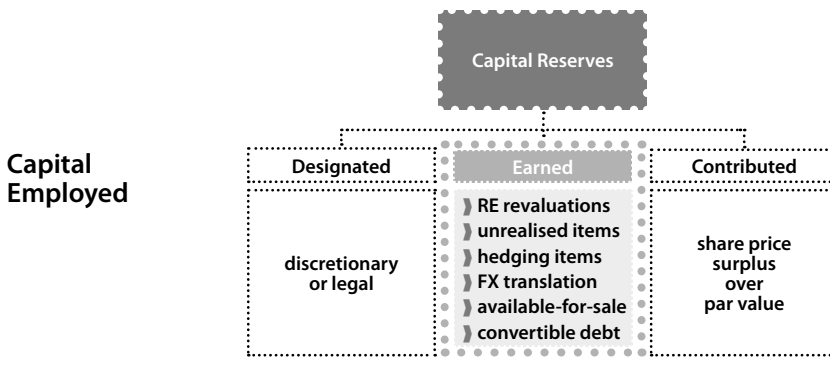 Capital Reserves
Capital
Employed
Designated
Earned
Contributed
discretionary
or legal
❱ RE revaluations
❱ unrealised items
❱ hedging items
❱ FX translation
❱ available-for-sale
❱ convertible debt
share price
surplus
over
par value